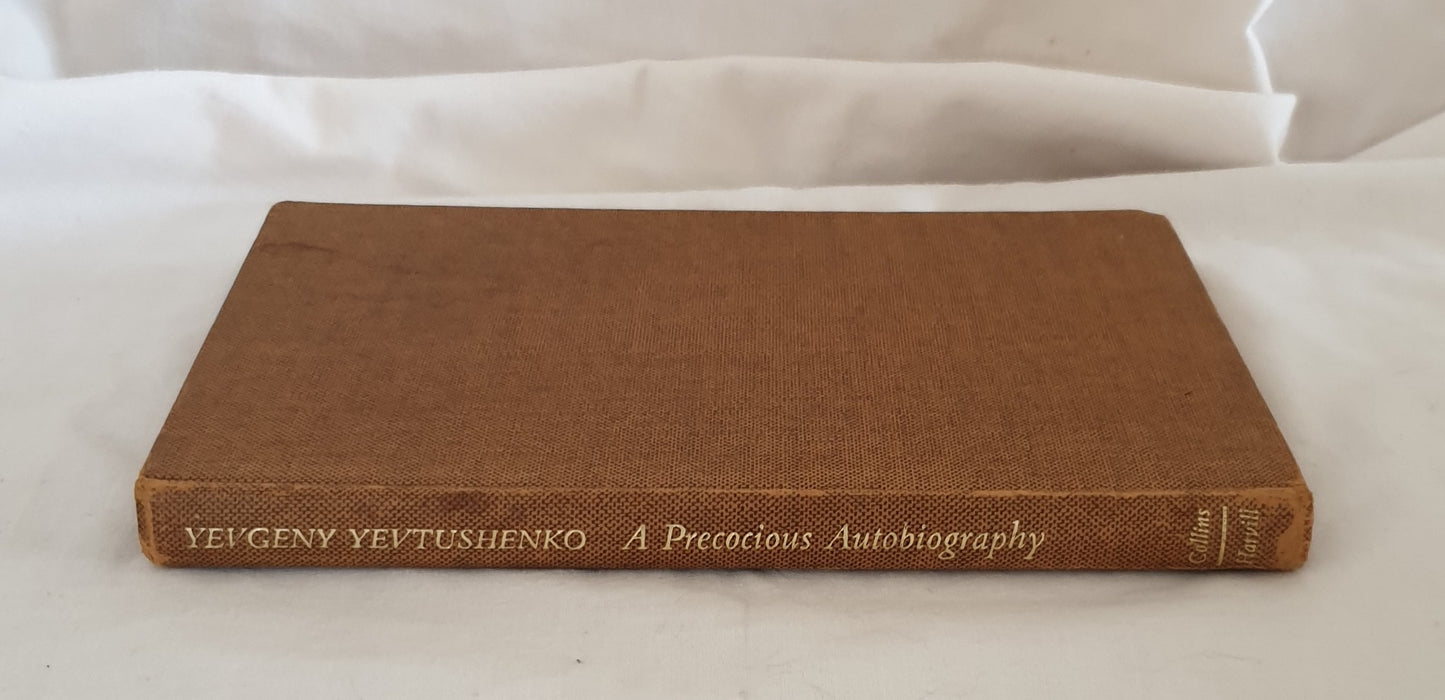 YEVGENY YEVTUSHENKO A Precocious Autobiography
Collins
Harvill